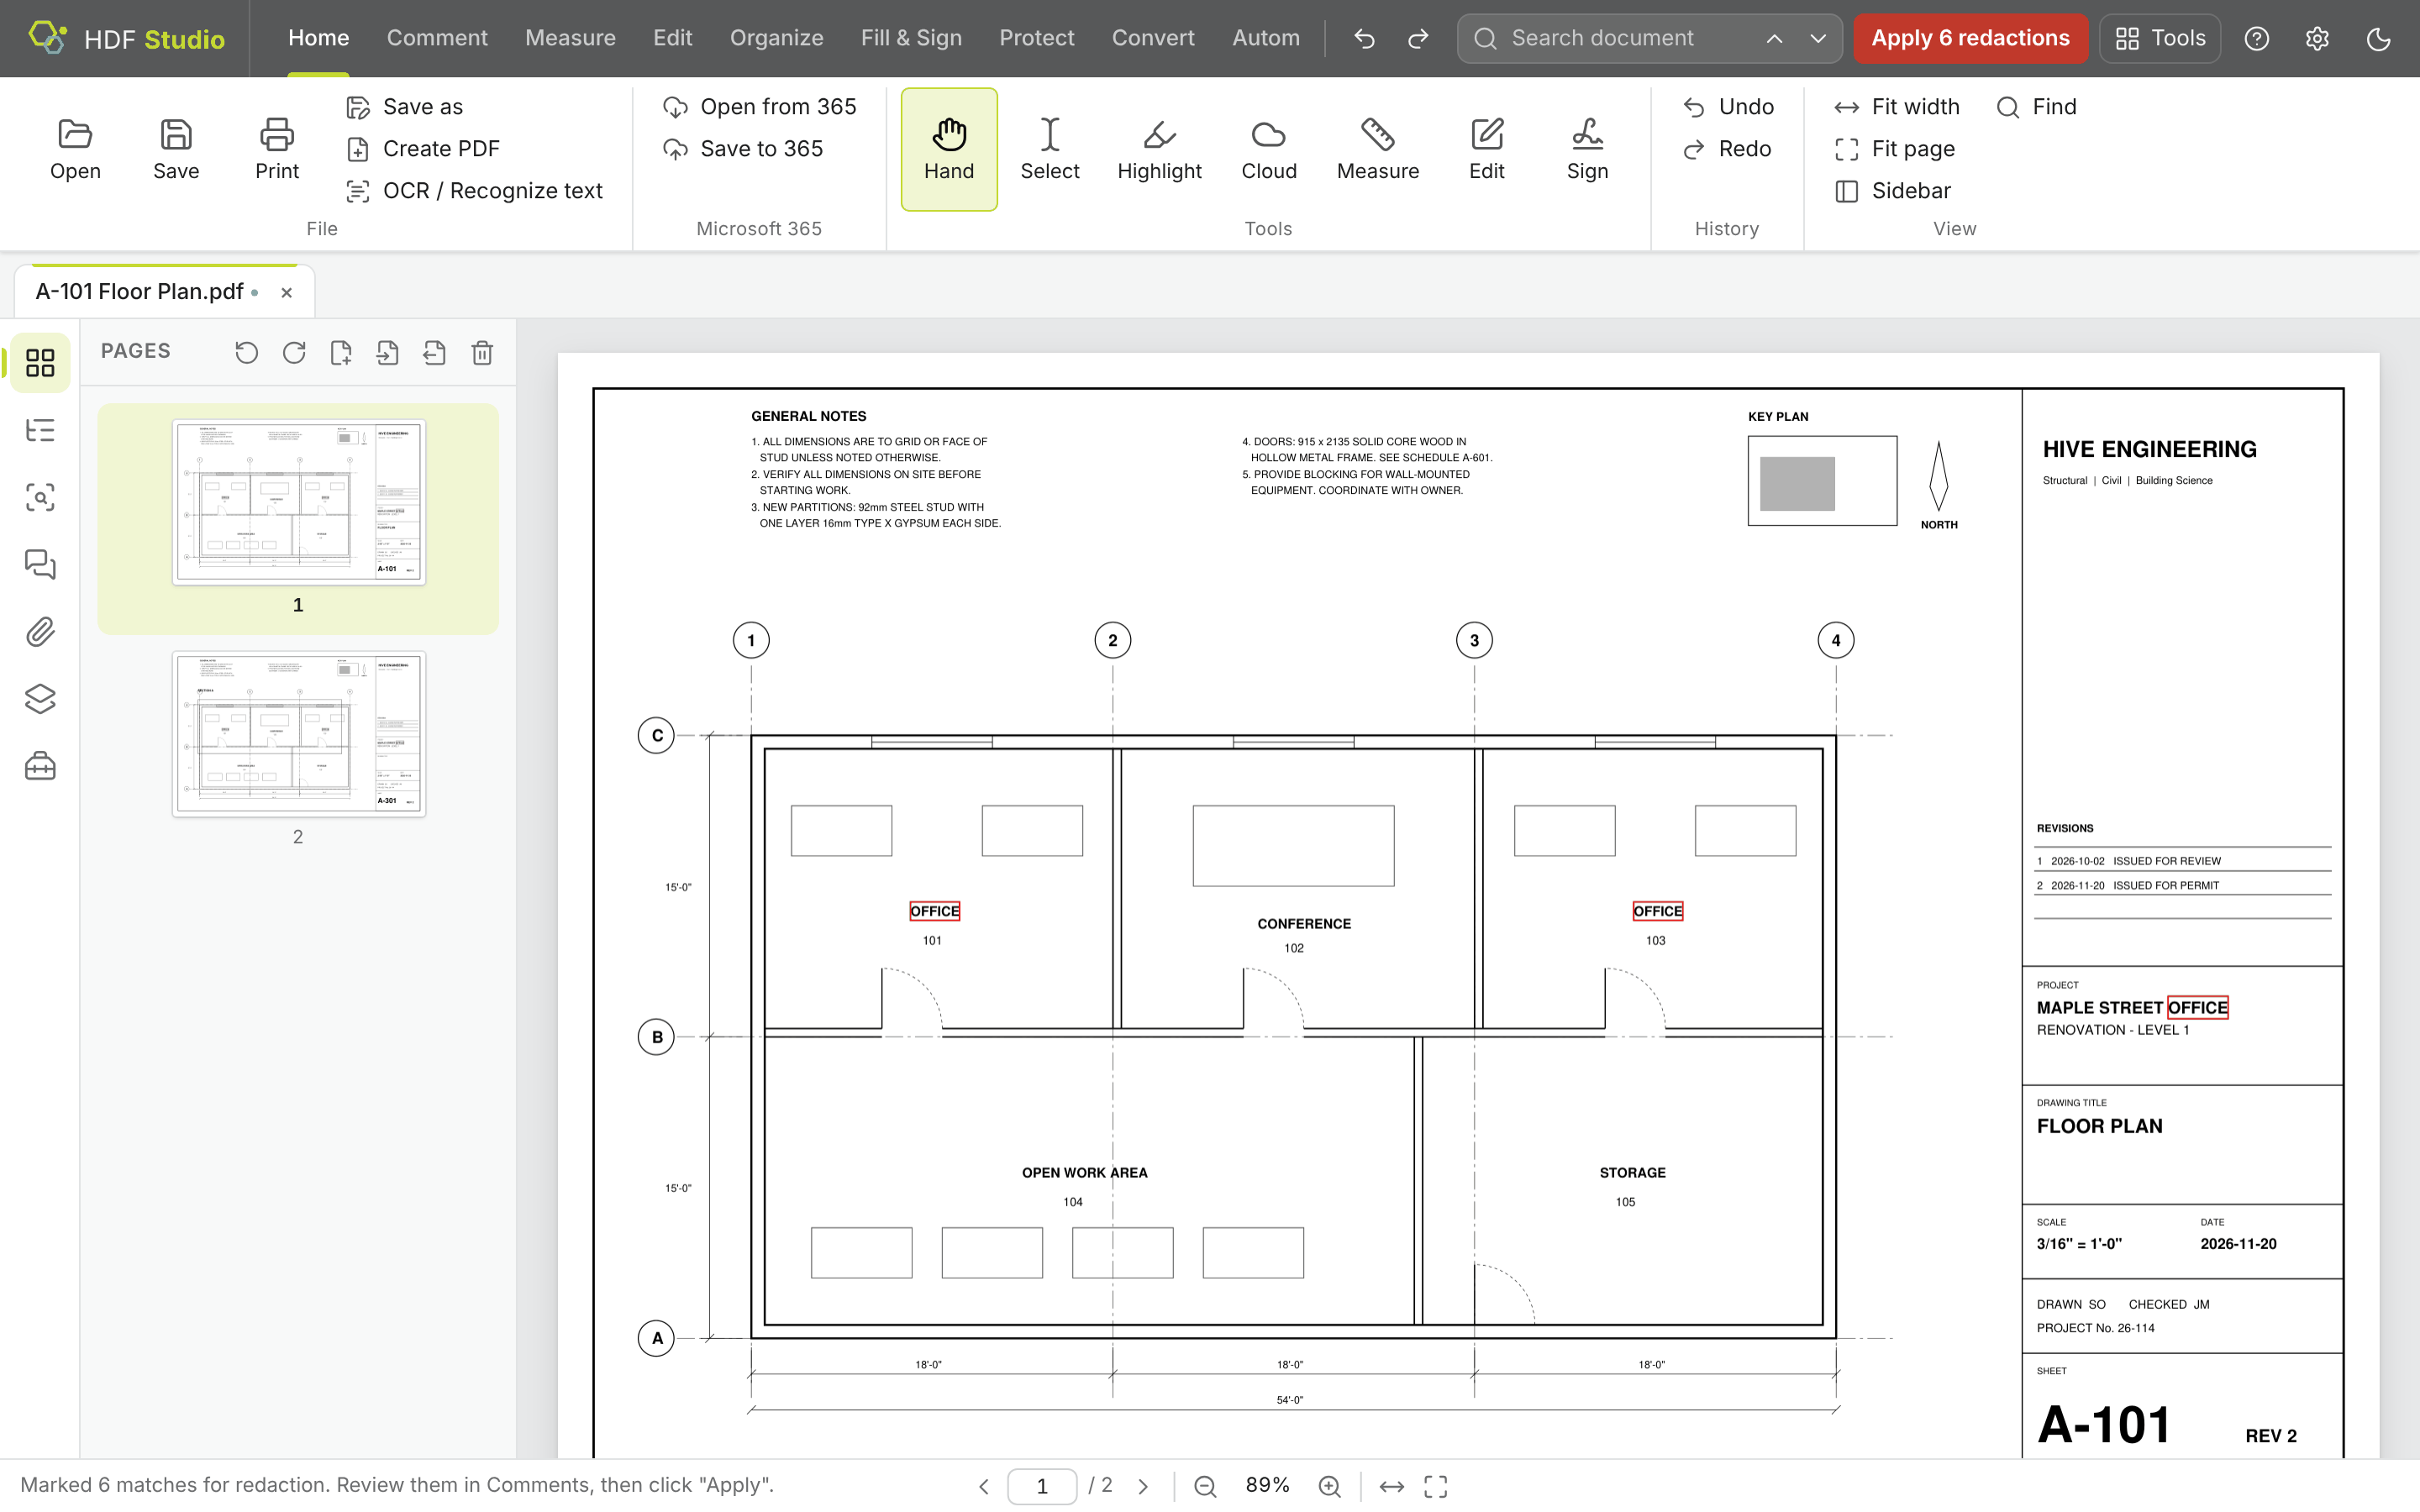 HDF Studio
Home Comment Measure Edit Organize Fill & Sign Protect Convert Autom
Search document
Apply 6 redactions
Tools
Open
Save
Print
Save as
Create PDF
OCR / Recognize text
File
Open from 365
Save to 365
Microsoft 365
Hand
Select
Highlight
Cloud
Measure
Edit
Sign
Tools
Undo
Redo
History
Fit width
Fit page
Sidebar
Find
View
A-101 Floor Plan.pdf
PAGES
HIVE ENGINEERING
A-101
1
HIVE ENGINEERING
A-301
2
GENERAL NOTES
1. ALL DIMENSIONS ARE TO GRID OR FACE OF
STUD UNLESS NOTED OTHERWISE.
2. VERIFY ALL DIMENSIONS ON SITE BEFORE
STARTING WORK.
3. NEW PARTITIONS: 92mm STEEL STUD WITH
ONE LAYER 16mm TYPE X GYPSUM EACH SIDE.
4. DOORS: 915 x 2135 SOLID CORE WOOD IN
HOLLOW METAL FRAME. SEE SCHEDULE A-601.
5. PROVIDE BLOCKING FOR WALL-MOUNTED
EQUIPMENT. COORDINATE WITH OWNER.
KEY PLAN
NORTH
1 2 3 4
C
15'-0"
OFFICE
101
CONFERENCE
102
OFFICE
103
B
15'-0"
OPEN WORK AREA
104
STORAGE
105
A
18'-0" 18'-0" 18'-0"
54'-0"
HIVE ENGINEERING
Structural | Civil | Building Science
REVISIONS
1 2026-10-02 ISSUED FOR REVIEW
2 2026-11-20 ISSUED FOR PERMIT
PROJECT
MAPLE STREET OFFICE
RENOVATION - LEVEL 1
DRAWING TITLE
FLOOR PLAN
SCALE DATE
3/16" = 1'-0" 2026-11-20
DRAWN SO CHECKED JM
PROJECT No. 26-114
SHEET
A-101 REV 2
Marked 6 matches for redaction. Review them in Comments, then click "Apply".
1 / 2
89%